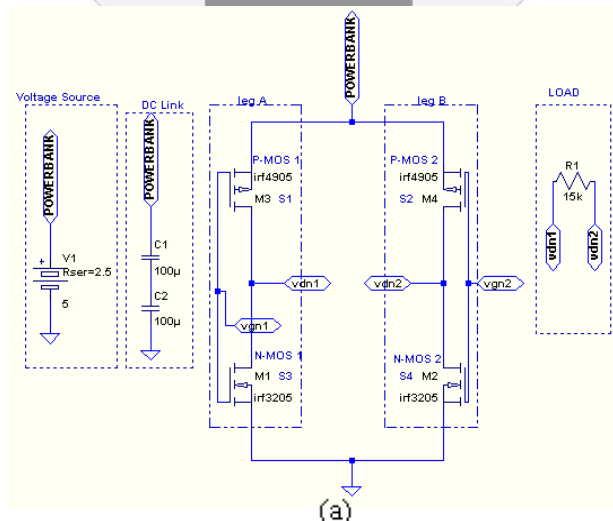 POWERBANK
Voltage Source
DC Link
leg A
leg B
LOAD
POWERBANK
POWERBANK
P-MOS 1
irf4905
M3 S1
P-MOS 2
irf4905
S2 M4
R1
15k
vdn1
vdn2
V1
Rser=2.5
5
C1
100µ
C2
100µ
vdn1
vdn2
vgn2
vgn1
N-MOS 1
M1 S3
irf3205
N-MOS 2
S4 M2
irf3205
(a)